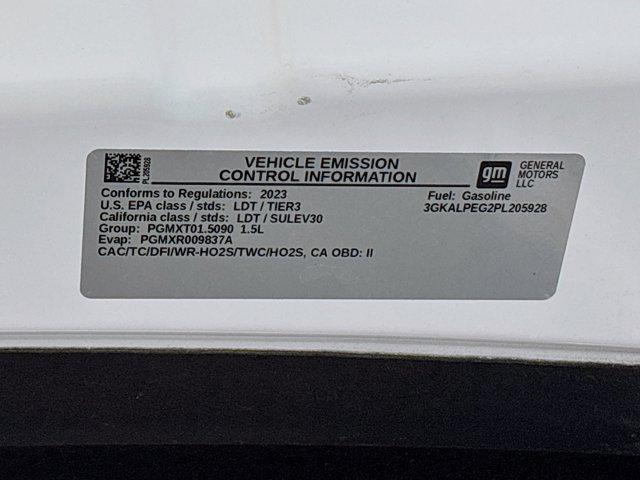 PL205928
VEHICLE EMISSION
CONTROL INFORMATION
gm
GENERAL
MOTORS
LLC
Conforms to Regulations: 2023
Fuel: Gasoline
U.S. EPA class / stds: LDT / TIER3
3GKALPEG2PL205928
California class / stds: LDT / SULEV30
Group: PGMXT01.5090 1.5L
Evap: PGMXR009837A
CAC/TC/DFI/WR-HO2S/TWC/HO2S, CA OBD: II